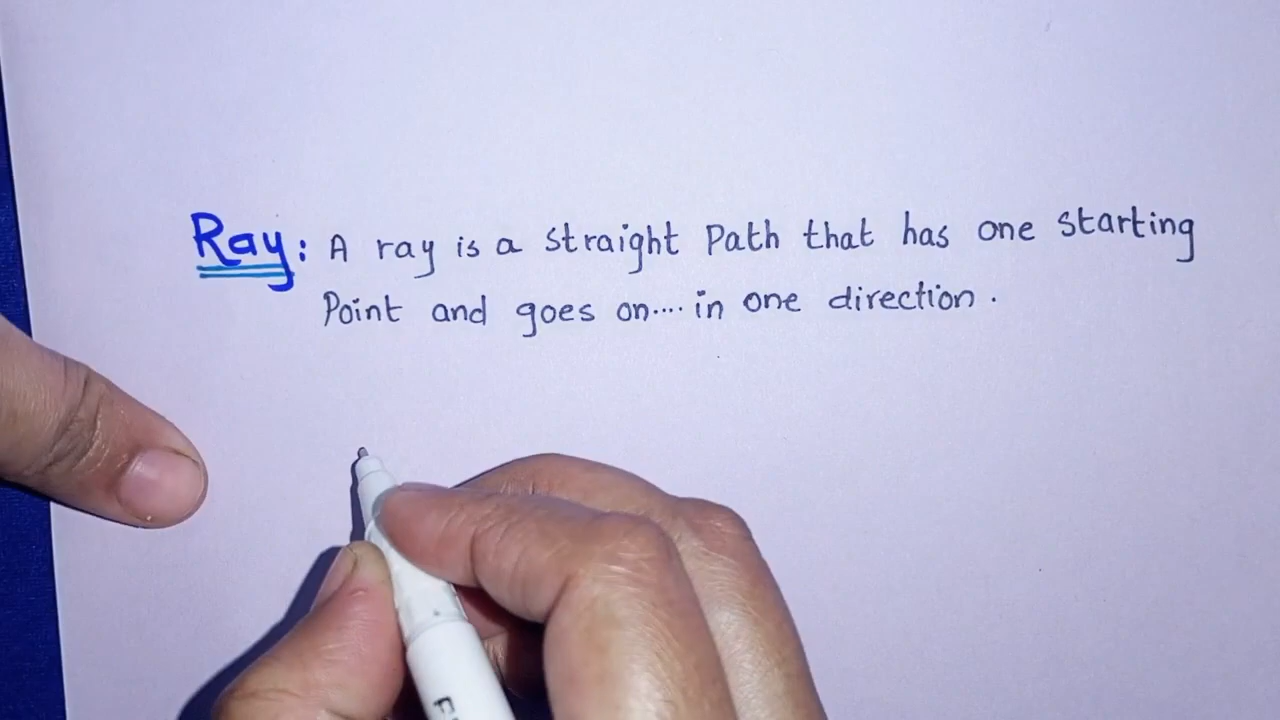 Ray: A ray is a straight Path that has one starting
Point and goes on.... in one direction.